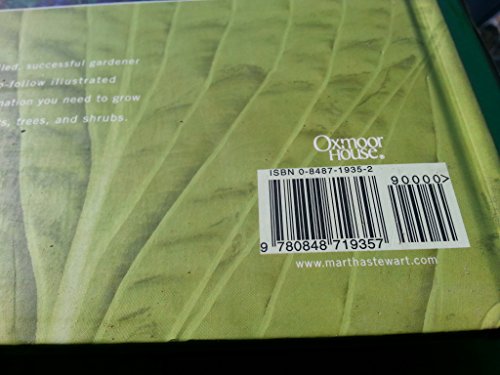 successful gardener
follow illustrated
you need to grow
trees, and shrubs.
Oxmoor
House®
ISBN 0-8487-1935-2
90000>
9 780848 719357
www.marthastewart.com